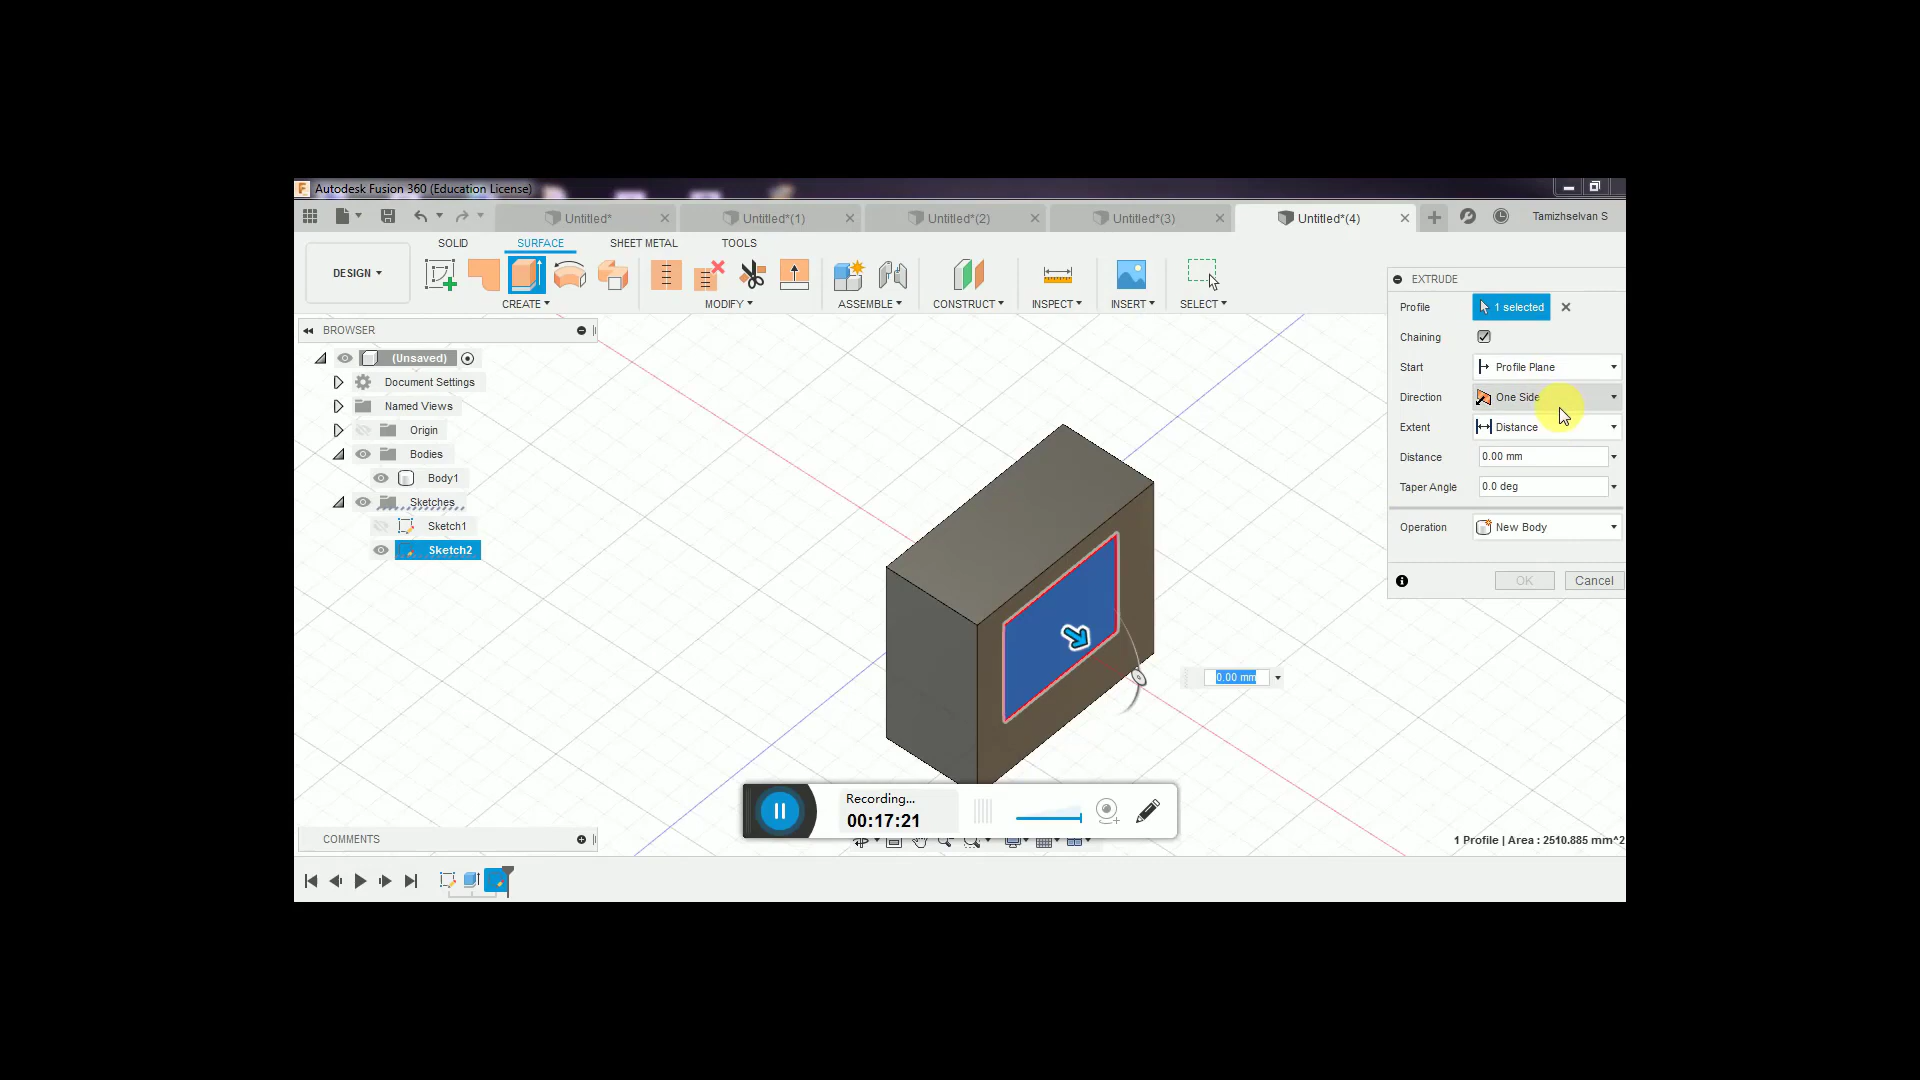 Autodesk Fusion 360 (Education License)
Untitled*
Untitled*(1)
Untitled*(2)
Untitled*(3)
Untitled*(4)
Tamizhselvan S
SOLID
SURFACE
SHEET METAL
TOOLS
DESIGN
CREATE
MODIFY
ASSEMBLE
CONSTRUCT
INSPECT
INSERT
SELECT
BROWSER
(Unsaved)
Document Settings
Named Views
Origin
Bodies
Body1
Sketches
Sketch1
Sketch2
EXTRUDE
Profile 1 selected
Chaining
Start Profile Plane
Direction One Side
Extent Distance
Distance 0.00 mm
Taper Angle 0.0 deg
Operation New Body
OK Cancel
0.00 mm
Recording...
00:17:21
COMMENTS
1 Profile | Area : 2510.885 mm^2